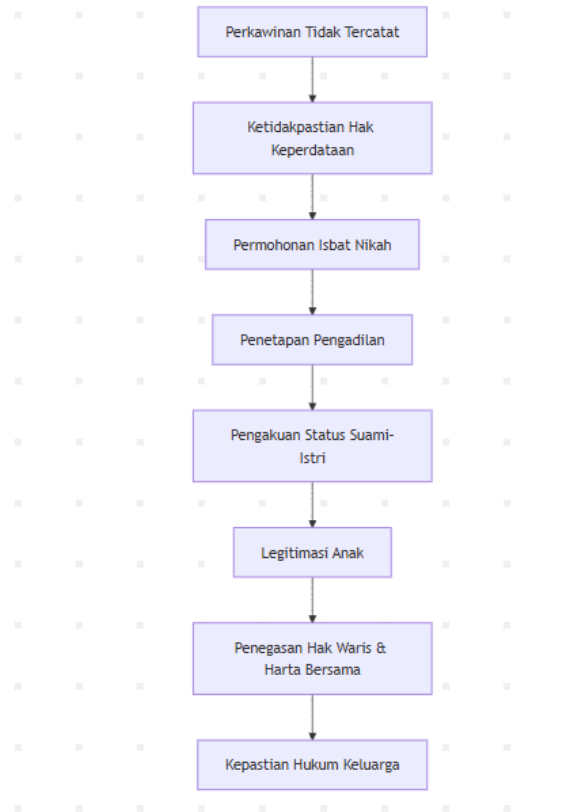 Perkawinan Tidak Tercatat
Ketidakpastian Hak
Keperdataan
Permohonan Isbat Nikah
Penetapan Pengadilan
Pengakuan Status Suami-
Istri
Legitimasi Anak
Penegasan Hak Waris &
Harta Bersama
Kepastian Hukum Keluarga